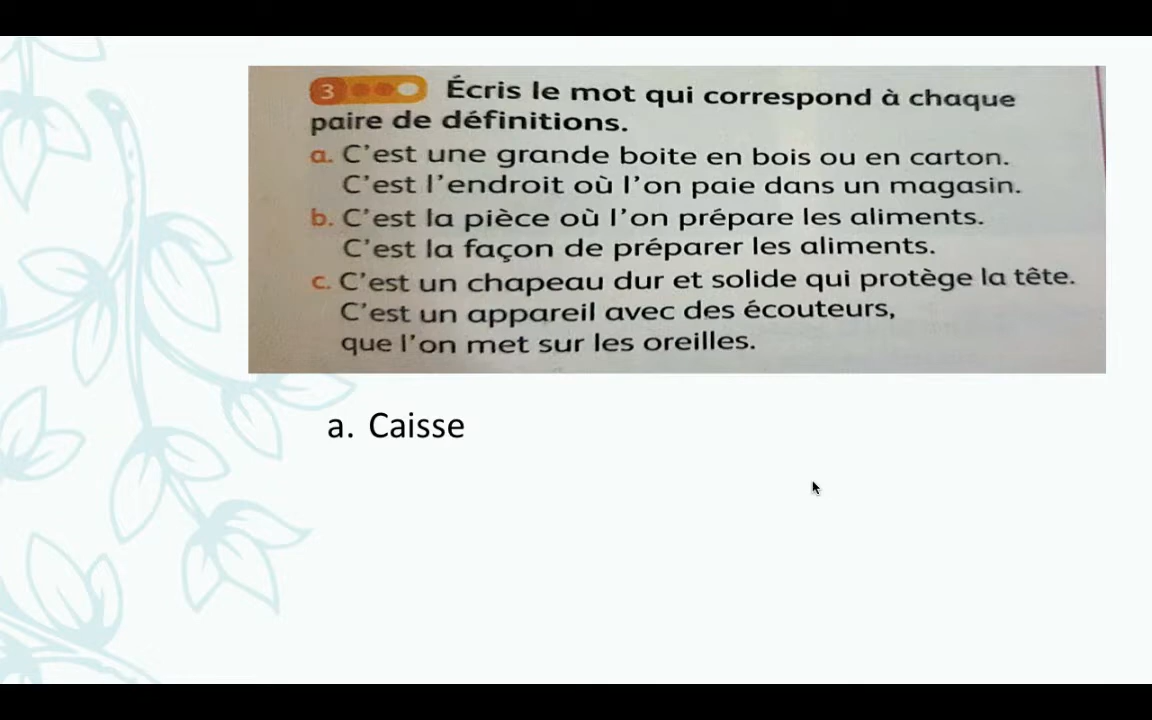 3 Écris le mot qui correspond à chaque
paire de définitions.
a. C'est une grande boite en bois ou en carton.
C'est l'endroit où l'on paie dans un magasin.
b. C'est la pièce où l'on prépare les aliments.
C'est la façon de préparer les aliments.
c. C'est un chapeau dur et solide qui protège la tête.
C'est un appareil avec des écouteurs,
que l'on met sur les oreilles.
a. Caisse